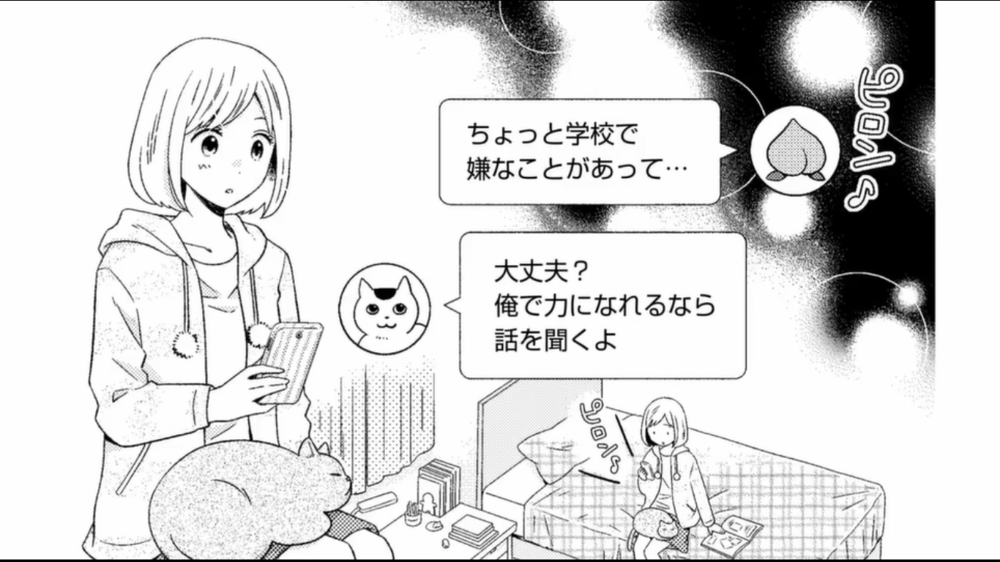 ちょっと学校で
嫌なことがあって…
ピロン♪
大丈夫？
俺で力になれるなら
話を聞くよ
ピロン♪